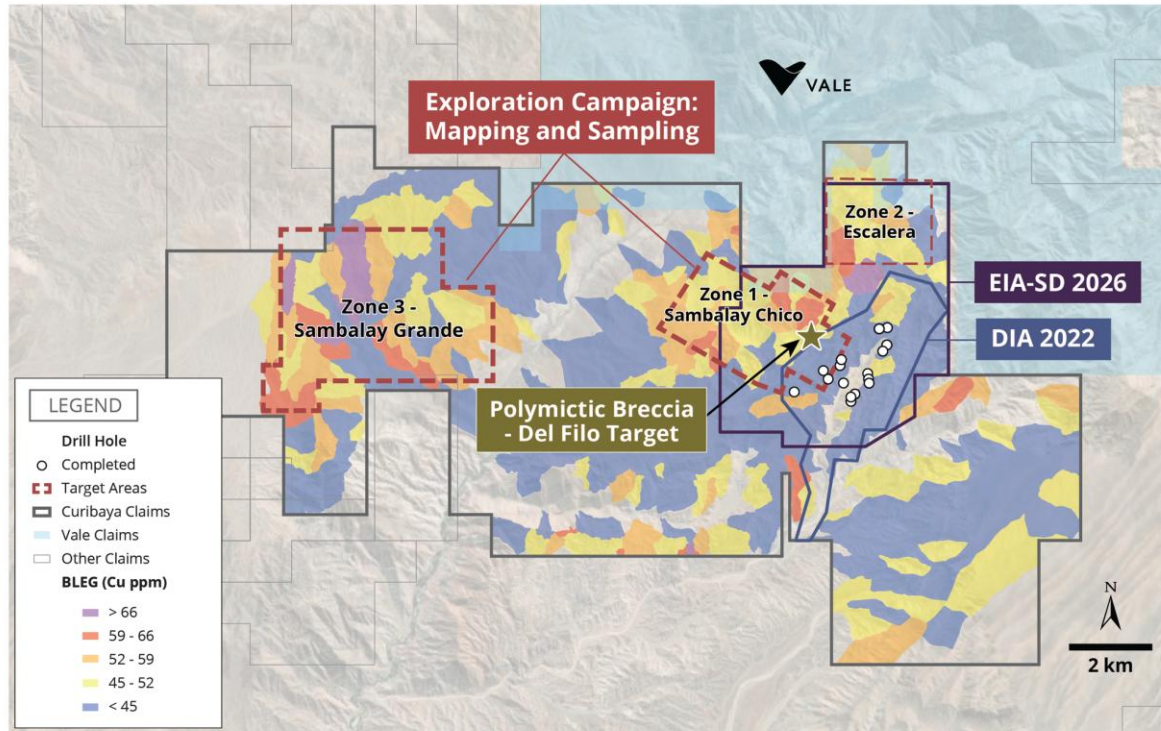 VALE
Exploration Campaign:
Mapping and Sampling
Zone 2 -
Escalera
Zone 1 -
Sambalay Chico
Zone 3 -
Sambalay Grande
EIA-SD 2026
DIA 2022
Polymictic Breccia
- Del Filo Target
LEGEND
Drill Hole
Completed
Target Areas
Curibaya Claims
Vale Claims
Other Claims
BLEG (Cu ppm)
> 66
59 - 66
52 - 59
45 - 52
< 45
N
2 km